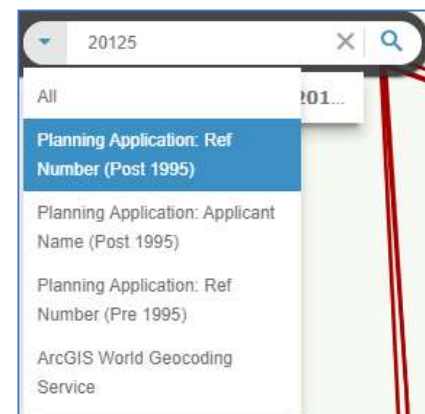 20125
All
201...
Planning Application: Ref
Number (Post 1995)
Planning Application: Applicant
Name (Post 1995)
Planning Application: Ref
Number (Pre 1995)
ArcGIS World Geocoding
Service